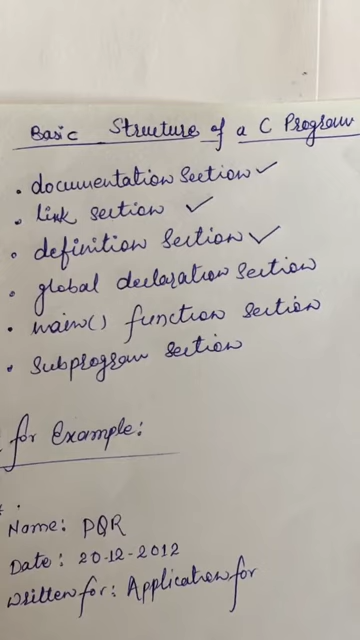 Basic Structure of a C Program
• documentation Section ✓
• link section ✓
• definition Section ✓
• global declaration Section
• main() function section
• Subprogram section
for Example:
Name: PQR
Date: 20-12-2012
written for: Application for